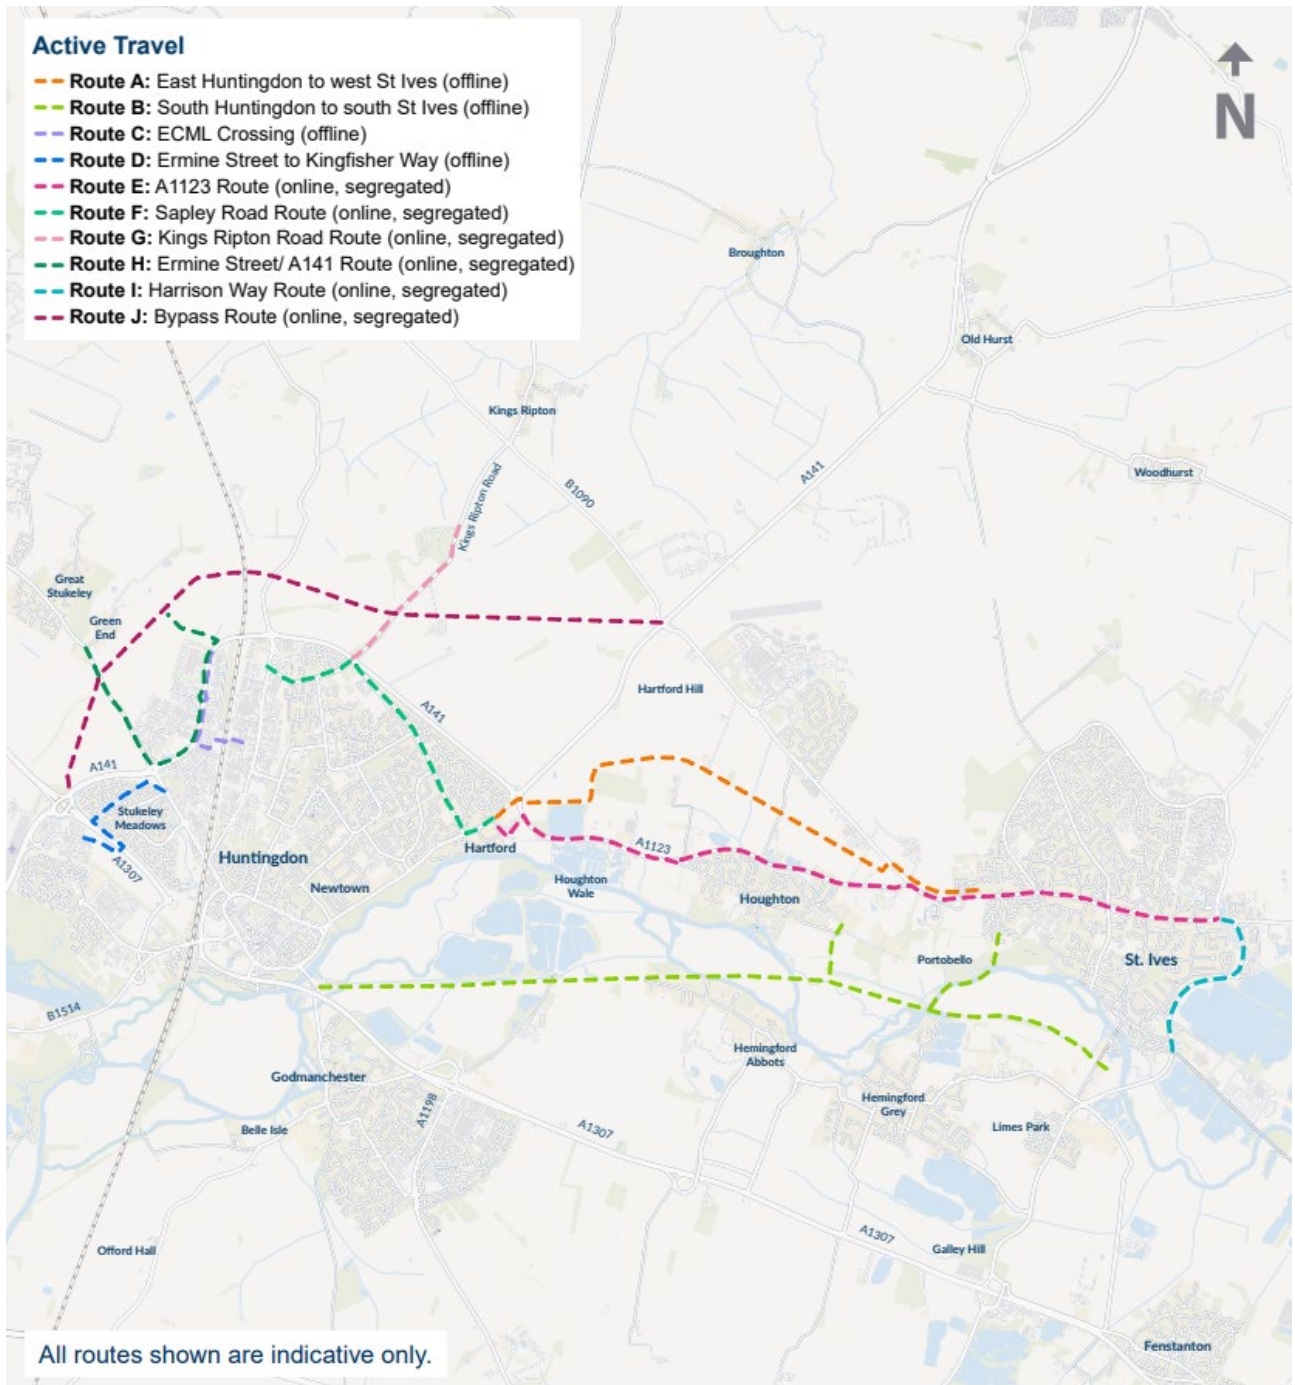 Active Travel
Route A: East Huntingdon to west St Ives (offline)
Route B: South Huntingdon to south St Ives (offline)
Route C: ECML Crossing (offline)
Route D: Ermine Street to Kingfisher Way (offline)
Route E: A1123 Route (online, segregated)
Route F: Sapley Road Route (online, segregated)
Route G: Kings Ripton Road Route (online, segregated)
Route H: Ermine Street/ A141 Route (online, segregated)
Route I: Harrison Way Route (online, segregated)
Route J: Bypass Route (online, segregated)
N
Broughton
Old Hurst
Kings Ripton
Woodhurst
A141
B1090
Kings Ripton Road
Great
Stukeley
Green
End
Hartford Hill
A141
A141
Stukeley
Meadows
A1307
Huntingdon
Hartford
A1123
Newtown
Houghton
Wale
Houghton
Portobello
St. Ives
B1514
Hemingford
Abbots
Godmanchester
Hemingford
Grey
A1198
Belle Isle
A1307
Limes Park
A1307
Offord Hall
Galley Hill
Fenstanton
All routes shown are indicative only.